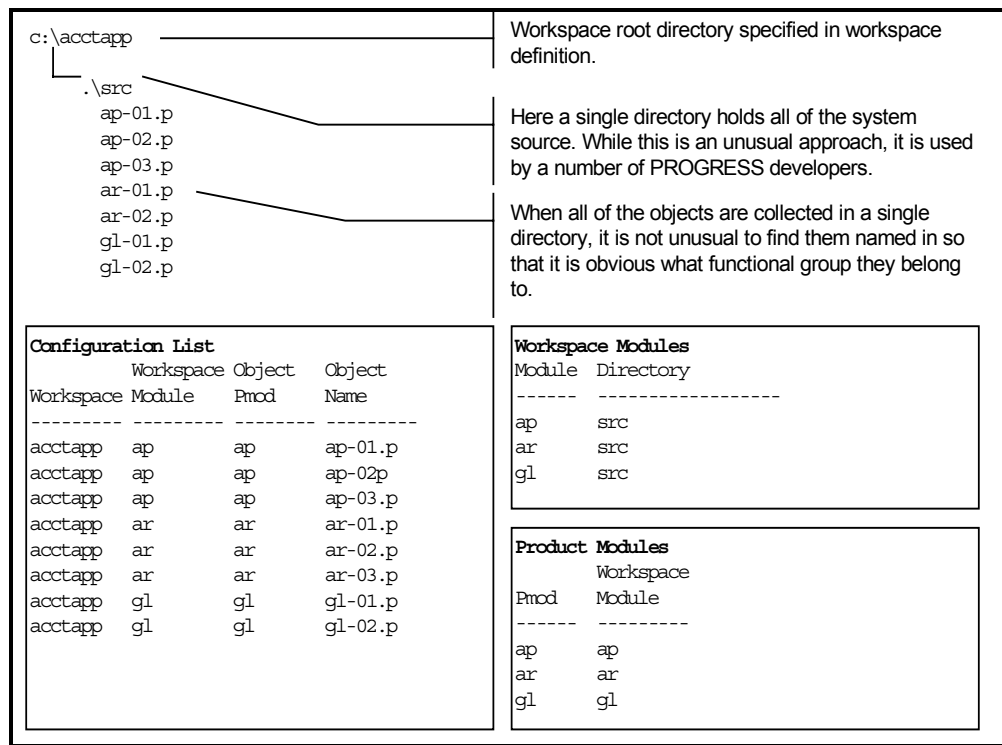 c:\acctapp
.\src
ap-01.p
ap-02.p
ap-03.p
ar-01.p
ar-02.p
gl-01.p
gl-02.p
Workspace root directory specified in workspace
definition.
Here a single directory holds all of the system
source. While this is an unusual approach, it is used
by a number of PROGRESS developers.
When all of the objects are collected in a single
directory, it is not unusual to find them named in so
that it is obvious what functional group they belong
to.
Configuration List
Workspace Object Object
Workspace Module Pmod Name
--------- --------- -------- ---------
acctapp ap ap ap-01.p
acctapp ap ap ap-02p
acctapp ap ap ap-03.p
acctapp ar ar ar-01.p
acctapp ar ar ar-02.p
acctapp ar ar ar-03.p
acctapp gl gl gl-01.p
acctapp gl gl gl-02.p
Workspace Modules
Module Directory
------ ------------------
ap src
ar src
gl src
Product Modules
Workspace
Pmod Module
------ ---------
ap ap
ar ar
gl gl